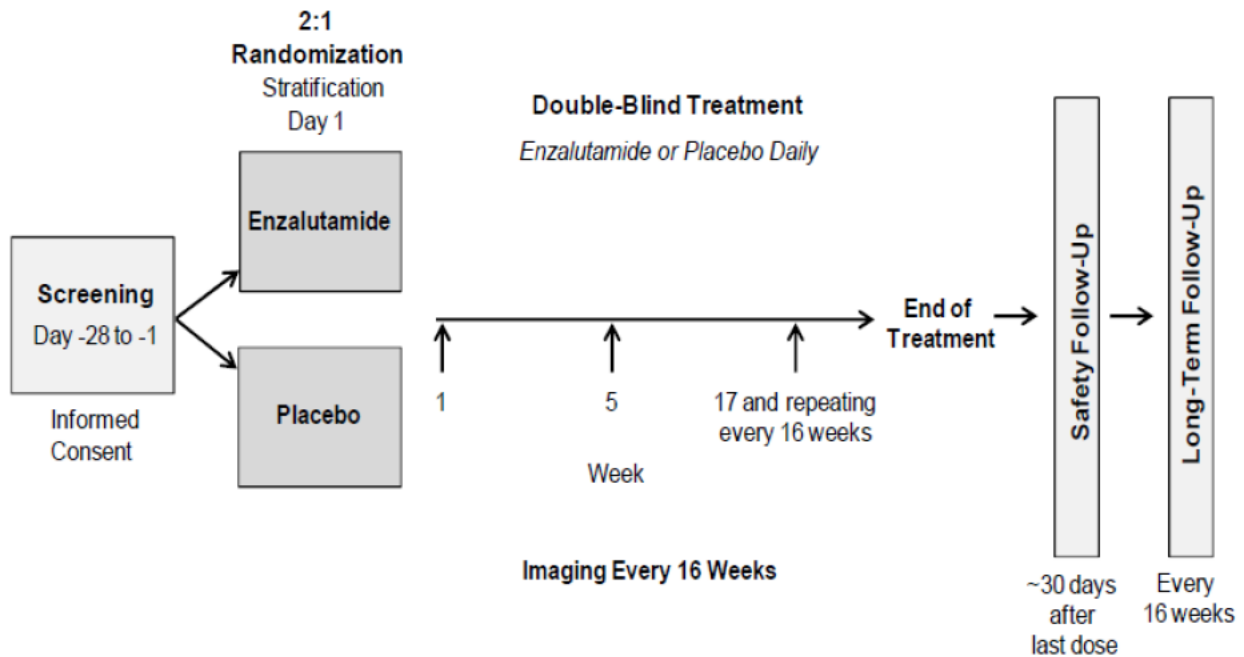 2:1
Randomization
Stratification
Day 1
Double-Blind Treatment
Enzalutamide or Placebo Daily
Enzalutamide
Screening
Day -28 to -1
Informed
Consent
Placebo
1
5
17 and repeating
every 16 weeks
Week
Imaging Every 16 Weeks
End of
Treatment
Safety Follow-Up
~30 days
after
last dose
Long-Term Follow-Up
Every
16 weeks